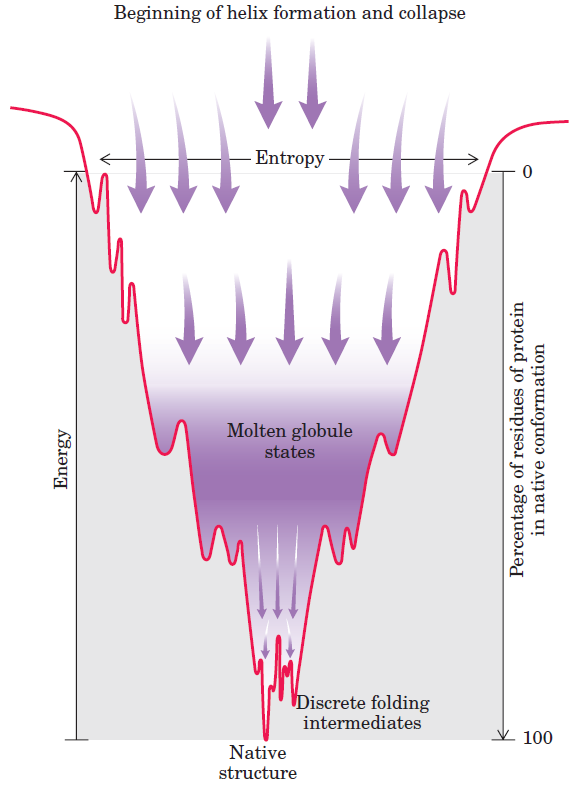 Beginning of helix formation and collapse
Entropy
0
Molten globule
states
Energy
Percentage of residues of protein
in native conformation
Discrete folding
intermediates
100
Native
structure